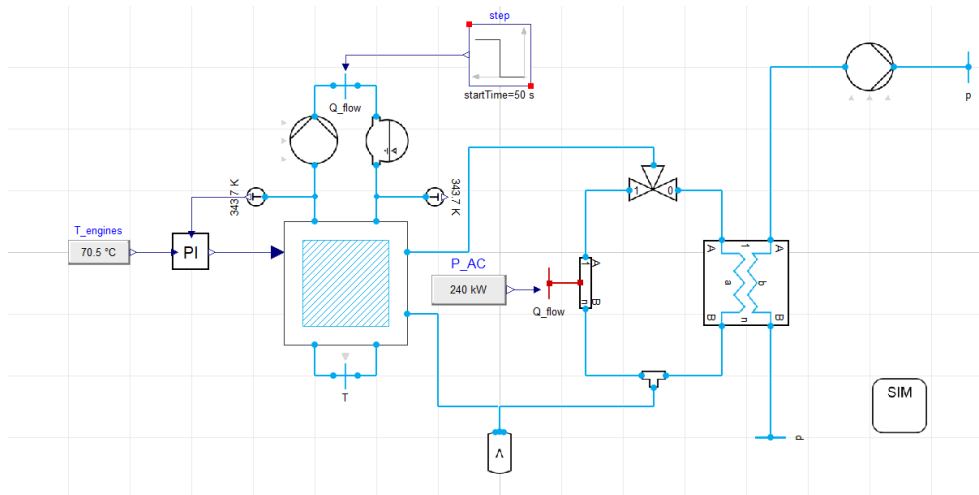 step
startTime=50 s
Q_flow
p
343.7 K
343.7 K
T_engines
70.5 °C
PI
P_AC
240 kW
Q_flow
A
1
B
n
1
0
A
1
A
a
b
B
n
B
T
SIM
p